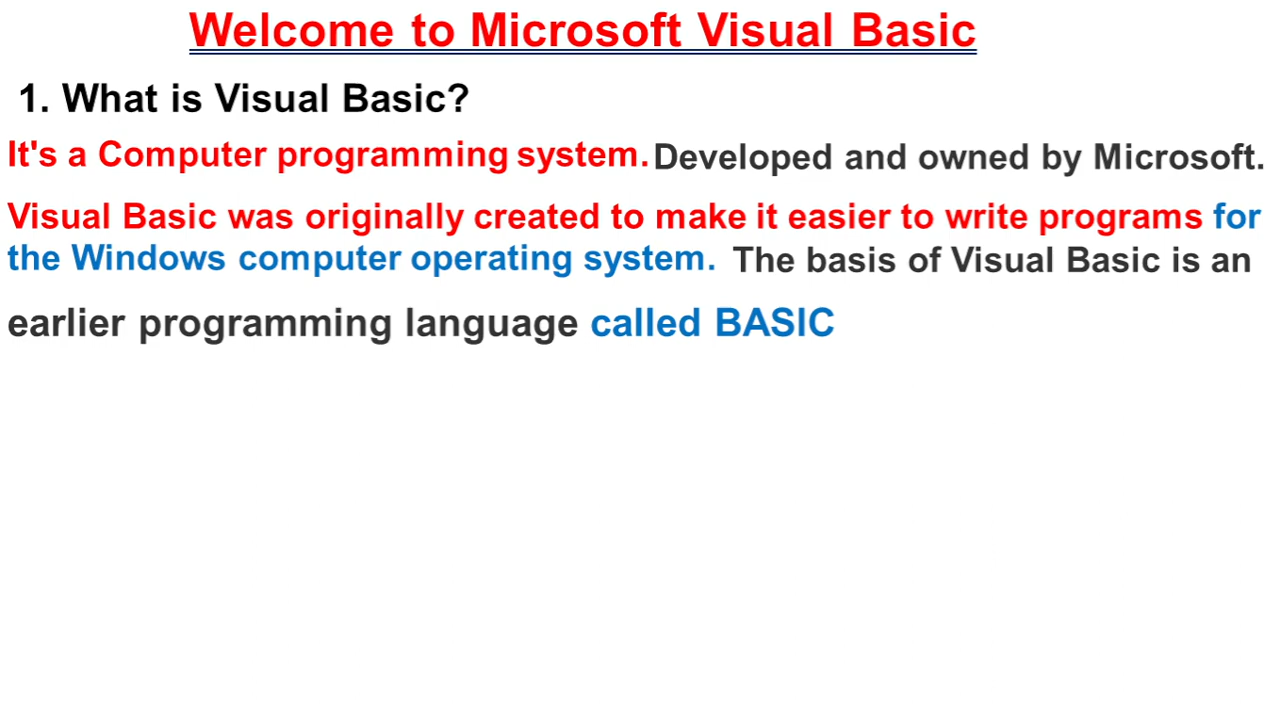 Welcome to Microsoft Visual Basic
1. What is Visual Basic?
It's a Computer programming system. Developed and owned by Microsoft.
Visual Basic was originally created to make it easier to write programs for
the Windows computer operating system. The basis of Visual Basic is an
earlier programming language called BASIC